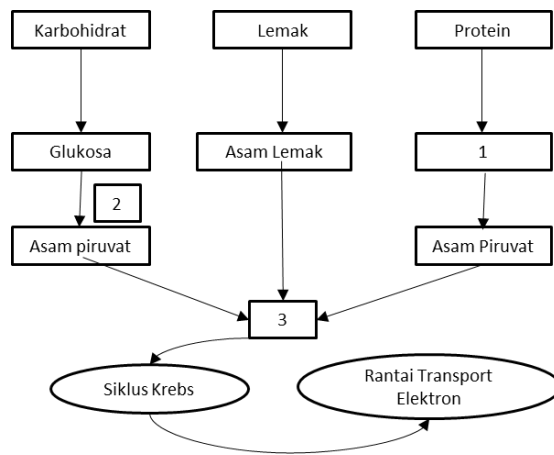 Karbohidrat
Lemak
Protein
Glukosa
Asam Lemak
1
2
Asam piruvat
Asam Piruvat
3
Siklus Krebs
Rantai Transport
Elektron